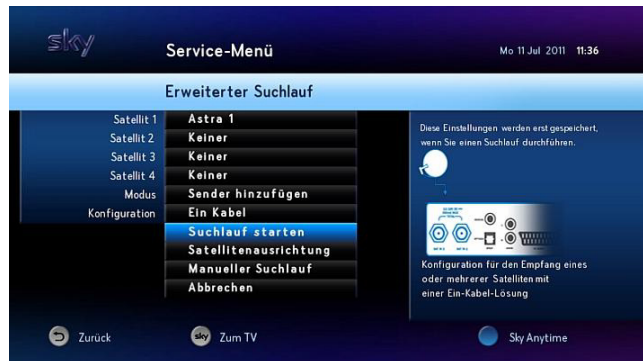 sky
Service-Menü
Mo 11 Jul 2011 11:36
Erweiterter Suchlauf
Satellit 1 Astra 1
Satellit 2 Keiner
Satellit 3 Keiner
Satellit 4 Keiner
Modus Sender hinzufügen
Konfiguration Ein Kabel
Suchlauf starten
Satellitenausrichtung
Manueller Suchlauf
Abbrechen
Diese Einstellungen werden erst gespeichert,
wenn Sie einen Suchlauf durchführen.
Konfiguration für den Empfang eines
oder mehrerer Satelliten mit
einer Ein-Kabel-Lösung
Zurück
sky Zum TV
Sky Anytime